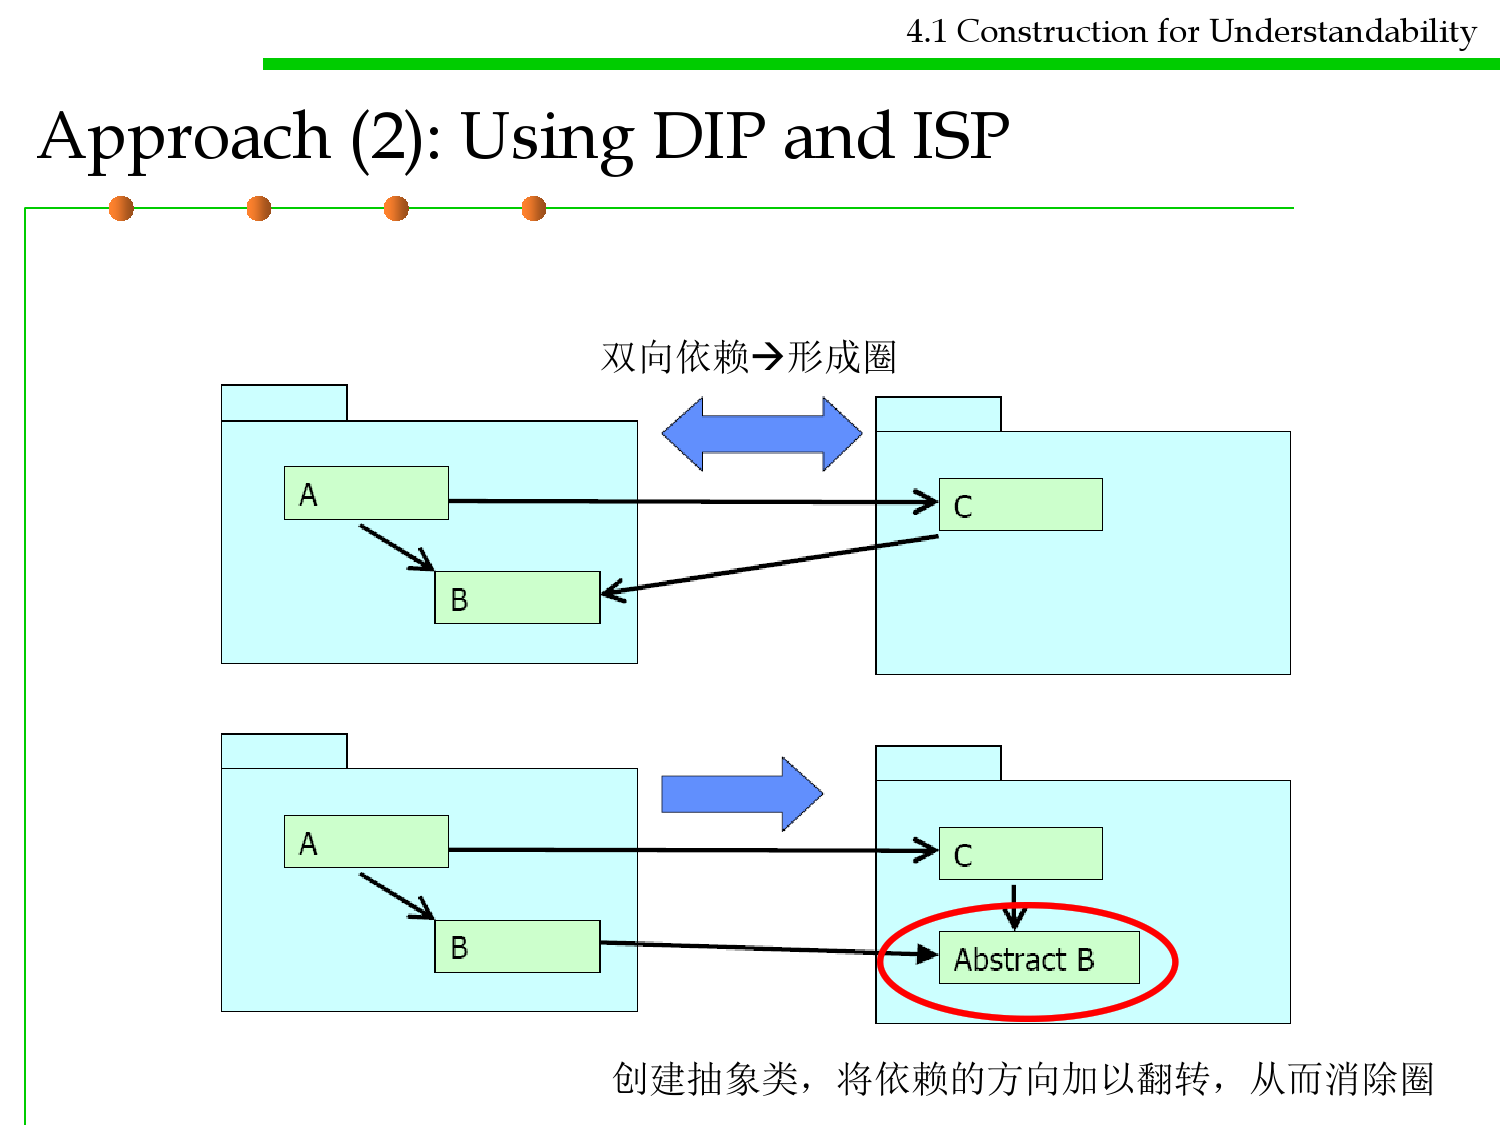 4.1 Construction for Understandability
Approach (2): Using DIP and ISP
双向依赖→形成圈
A
C
B
A
C
B
Abstract B
创建抽象类，将依赖的方向加以翻转，从而消除圈